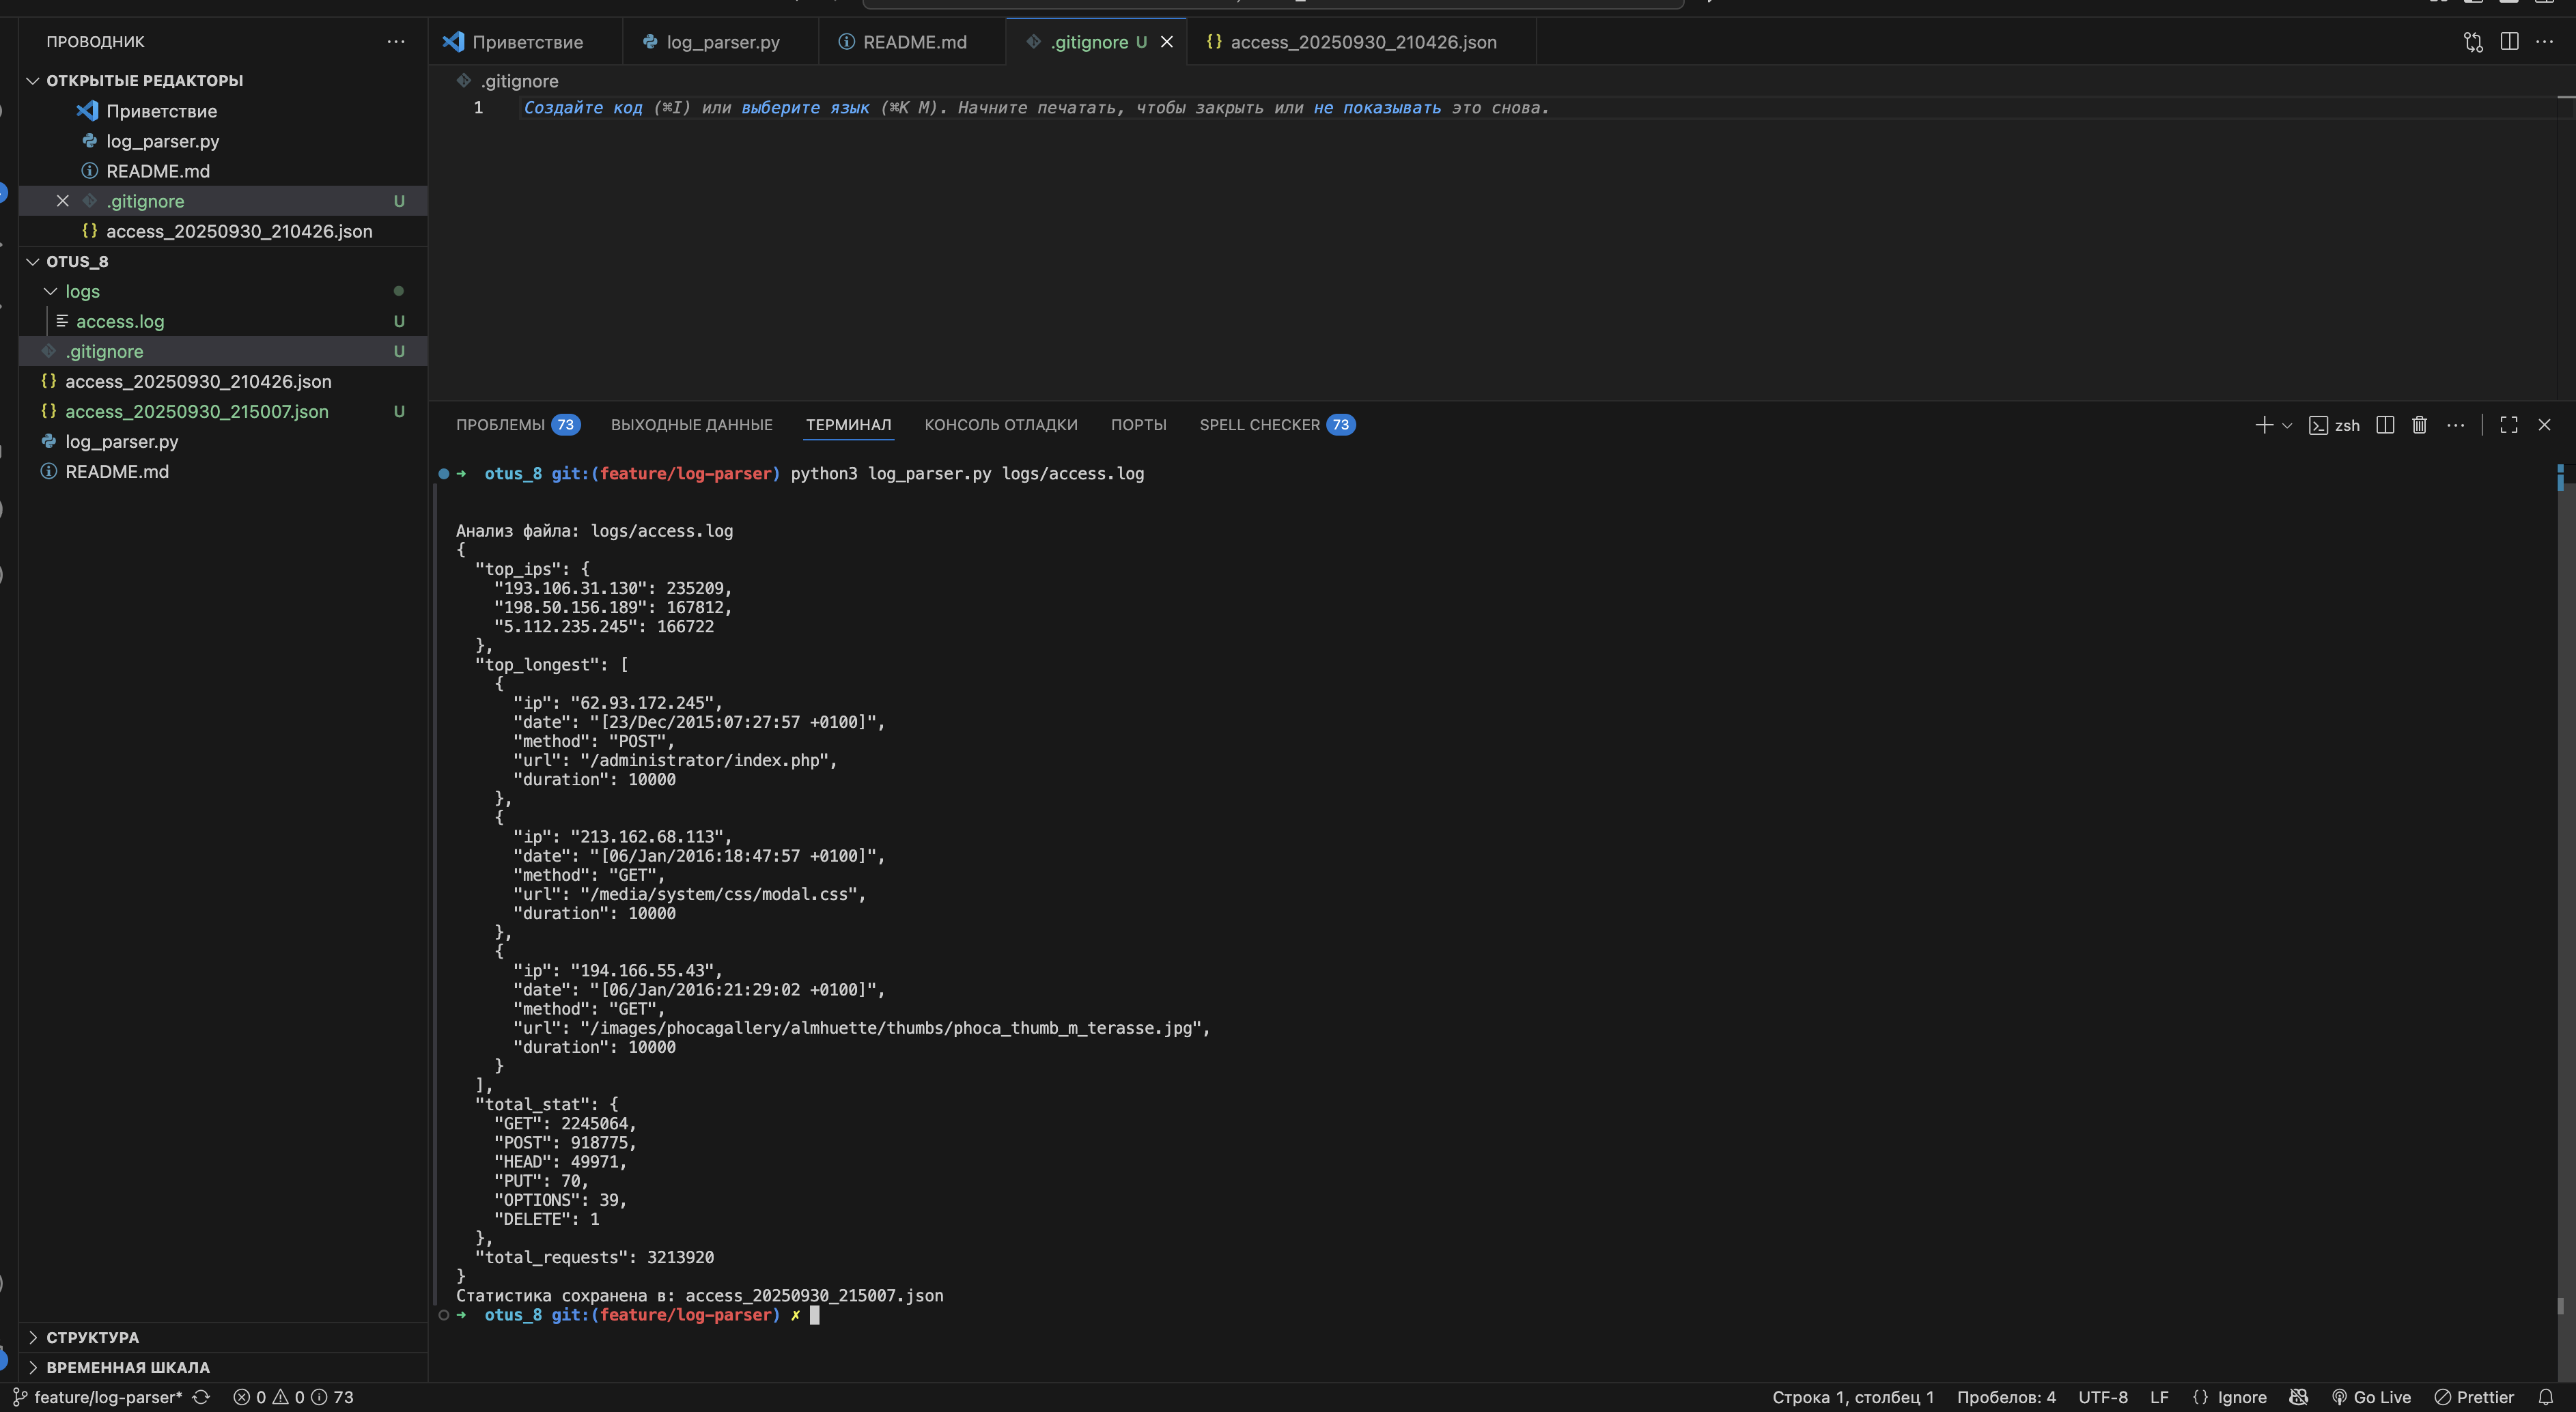 ПРОВОДНИК
ОТКРЫТЫЕ РЕДАКТОРЫ
Приветствие
log_parser.py
README.md
.gitignore U
access_20250930_210426.json
OTUS_8
logs
access.log U
.gitignore U
access_20250930_210426.json
access_20250930_215007.json U
log_parser.py
README.md
СТРУКТУРА
ВРЕМЕННАЯ ШКАЛА
Приветствие log_parser.py README.md .gitignore U access_20250930_210426.json
.gitignore
1 Создайте код (⌘I) или выберите язык (⌘K M). Начните печатать, чтобы закрыть или не показывать это снова.
ПРОБЛЕМЫ 73 ВЫХОДНЫЕ ДАННЫЕ ТЕРМИНАЛ КОНСОЛЬ ОТЛАДКИ ПОРТЫ SPELL CHECKER 73 zsh
➜ otus_8 git:(feature/log-parser) python3 log_parser.py logs/access.log
Анализ файла: logs/access.log
{
"top_ips": {
"193.106.31.130": 235209,
"198.50.156.189": 167812,
"5.112.235.245": 166722
},
"top_longest": [
{
"ip": "62.93.172.245",
"date": "[23/Dec/2015:07:27:57 +0100]",
"method": "POST",
"url": "/administrator/index.php",
"duration": 10000
},
{
"ip": "213.162.68.113",
"date": "[06/Jan/2016:18:47:57 +0100]",
"method": "GET",
"url": "/media/system/css/modal.css",
"duration": 10000
},
{
"ip": "194.166.55.43",
"date": "[06/Jan/2016:21:29:02 +0100]",
"method": "GET",
"url": "/images/phocagallery/almhuette/thumbs/phoca_thumb_m_terasse.jpg",
"duration": 10000
}
],
"total_stat": {
"GET": 2245064,
"POST": 918775,
"HEAD": 49971,
"PUT": 70,
"OPTIONS": 39,
"DELETE": 1
},
"total_requests": 3213920
}
Статистика сохранена в: access_20250930_215007.json
➜ otus_8 git:(feature/log-parser) ✗
feature/log-parser* 0 0 73 Строка 1, столбец 1 Пробелов: 4 UTF-8 LF {} Ignore Go Live Prettier